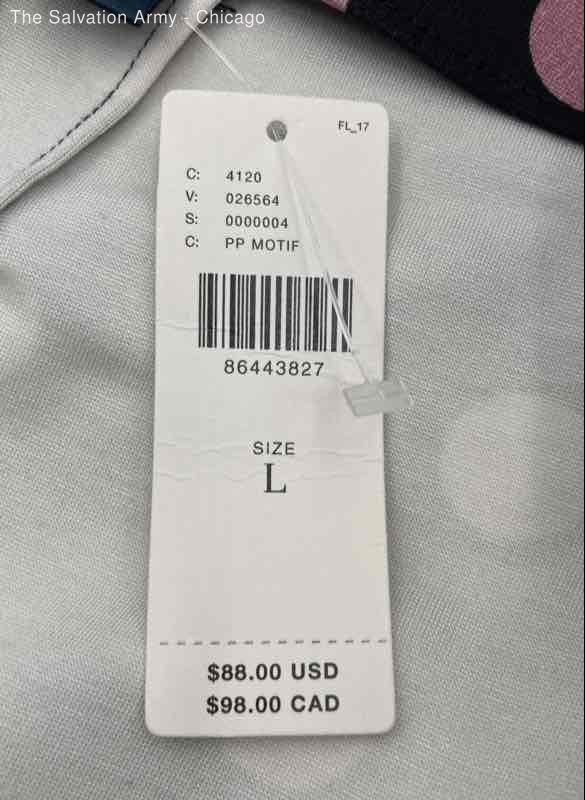 The Salvation Army - Chicago
FL_17
C: 4120
V: 026564
S: 0000004
C: PP MOTIF
86443827
SIZE
L
$88.00 USD
$98.00 CAD